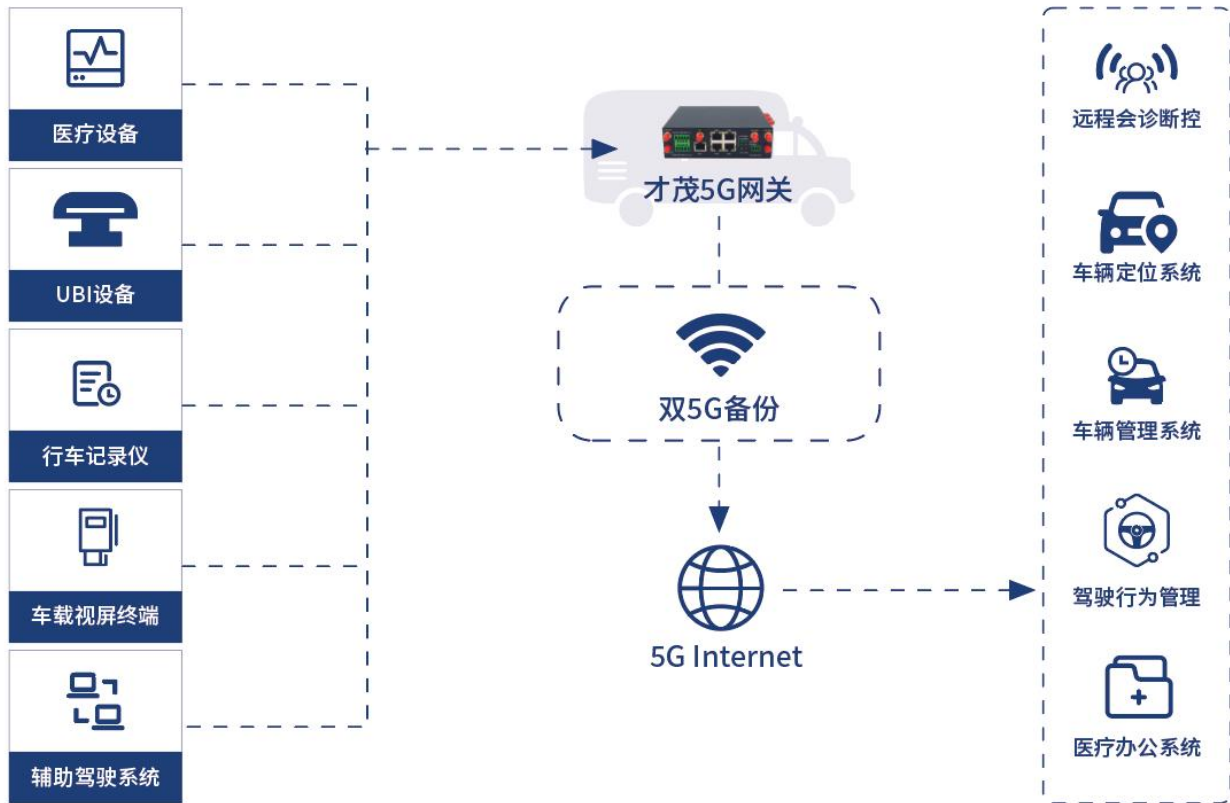 医疗设备
UBI设备
行车记录仪
车载视屏终端
辅助驾驶系统
才茂5G网关
双5G备份
5G Internet
远程会诊断控
车辆定位系统
车辆管理系统
驾驶行为管理
医疗办公系统